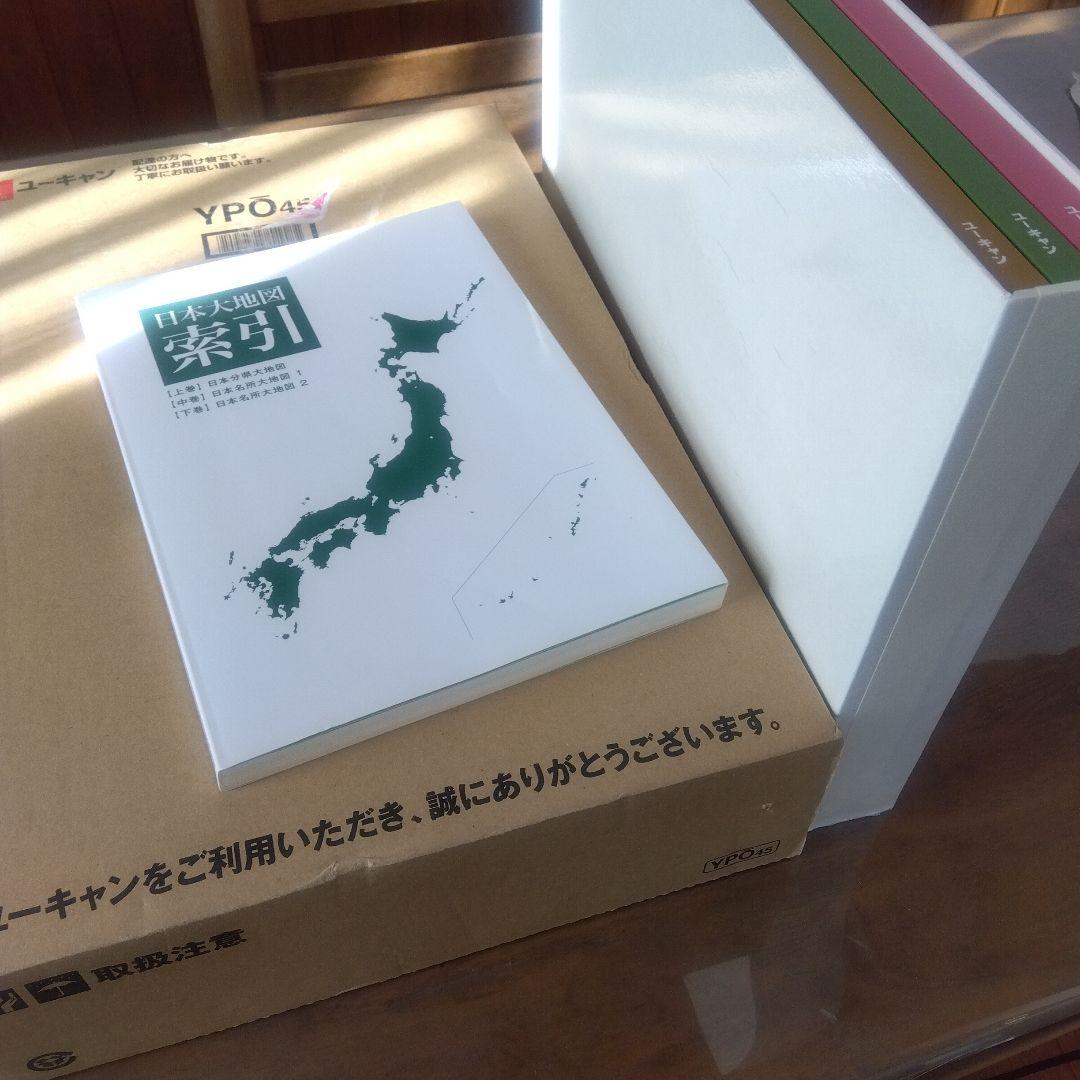 ユーキャン
配達の方へ
大切なお届け物です。
丁寧にお取扱い願います。
YPŌ45
日本大地図
索引
[上巻] 日本分県大地図
[中巻] 日本名所大地図 1
[下巻] 日本名所大地図 2
ユーキャン
ユーキャン
ユーキャンをご利用いただき、誠にありがとうございます。
YPŌ45
取扱注意